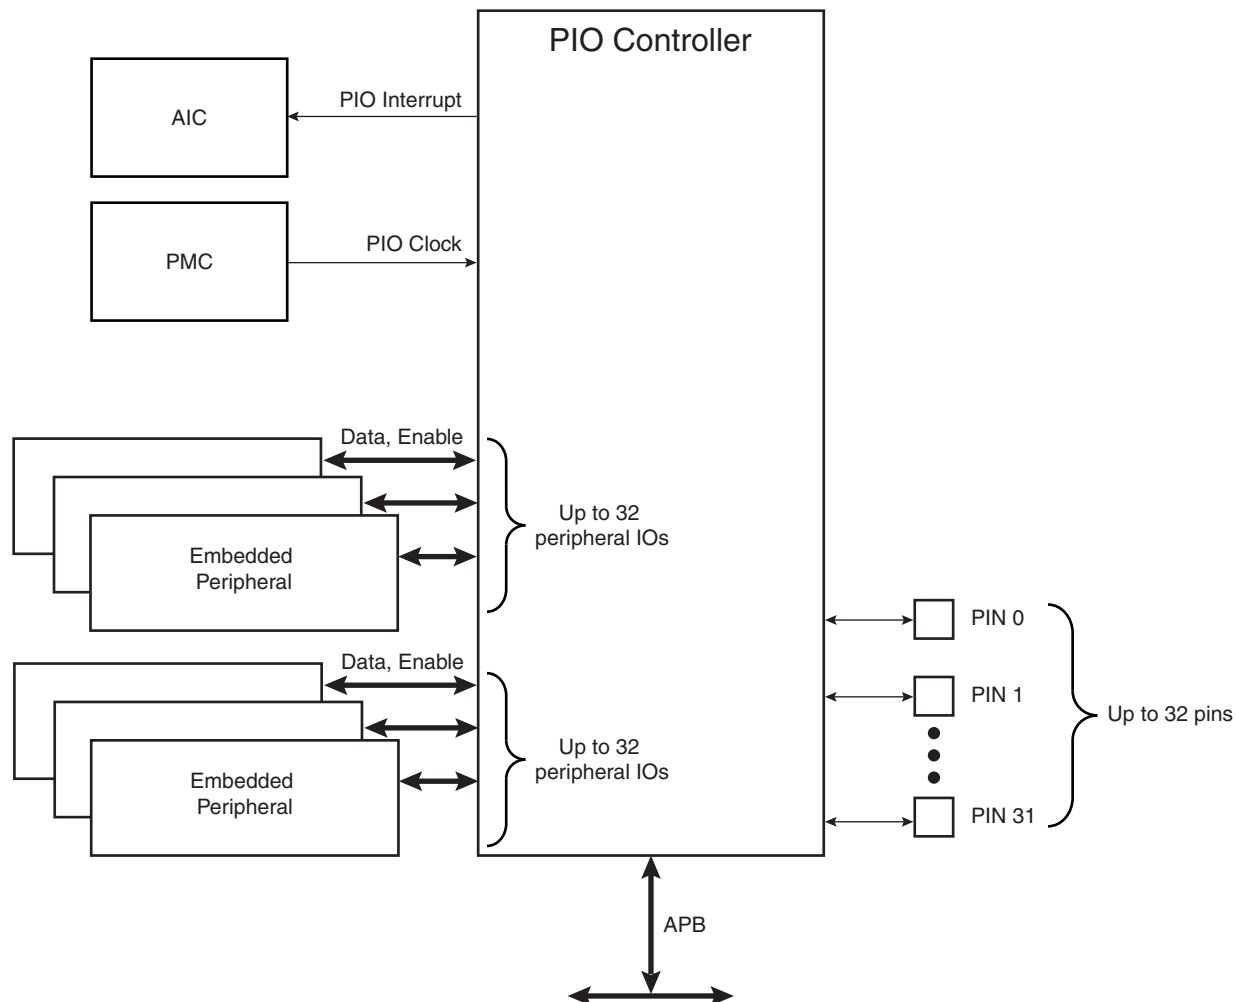 PIO Controller
PIO Interrupt
AIC
PIO Clock
PMC
Data, Enable
Up to 32
peripheral IOs
Embedded
Peripheral
Data, Enable
Up to 32
peripheral IOs
Embedded
Peripheral
PIN 0
PIN 1
Up to 32 pins
PIN 31
APB